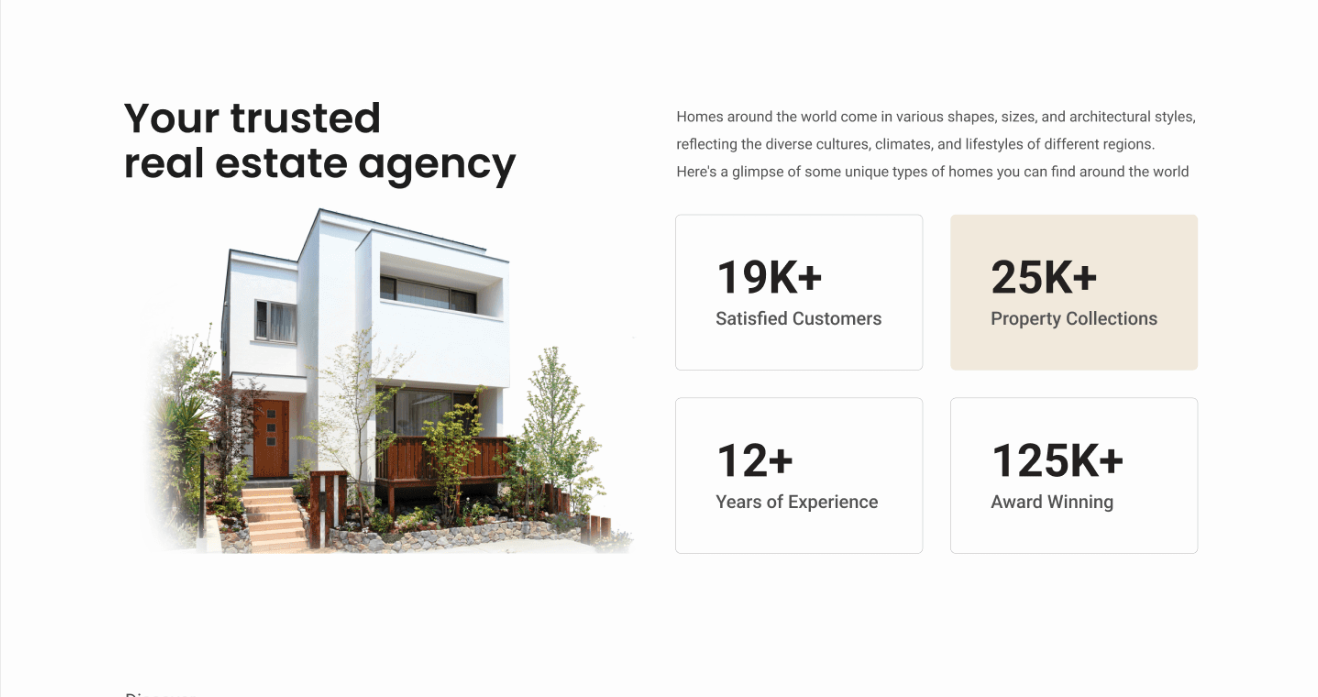 Your trusted
real estate agency
Homes around the world come in various shapes, sizes, and architectural styles,
reflecting the diverse cultures, climates, and lifestyles of different regions.
Here's a glimpse of some unique types of homes you can find around the world
19K+
Satisfied Customers
25K+
Property Collections
12+
Years of Experience
125K+
Award Winning